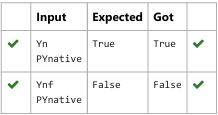 Input Expected Got
Yn True True
PYnative
Ynf False False
PYnative